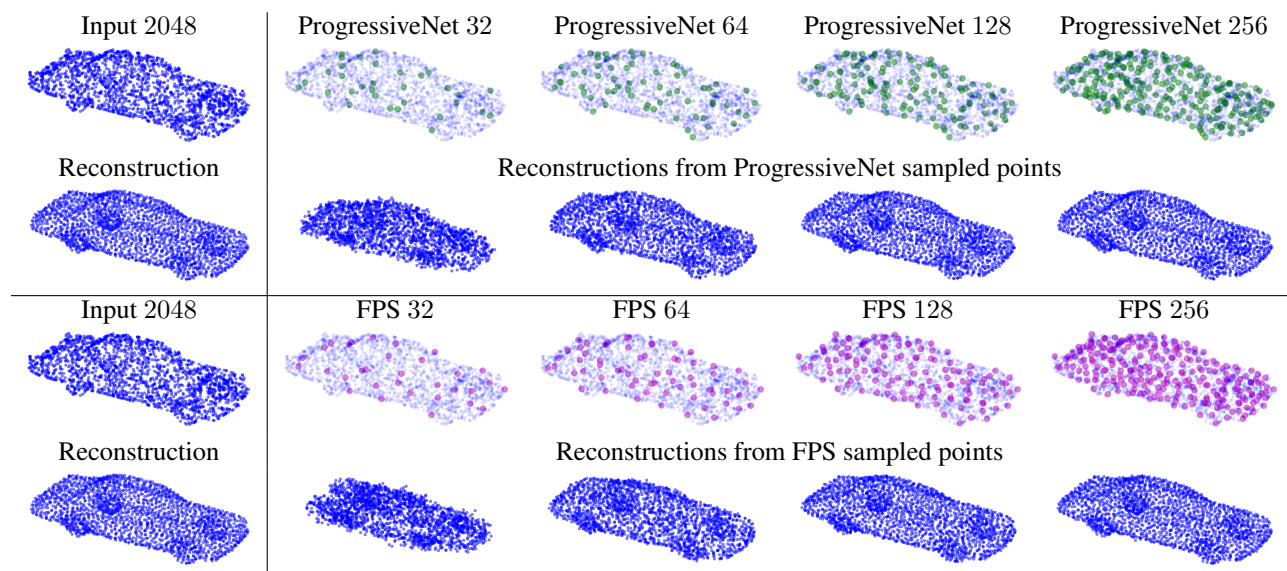 Input 2048 ProgressiveNet 32 ProgressiveNet 64 ProgressiveNet 128 ProgressiveNet 256
Reconstruction Reconstructions from ProgressiveNet sampled points
Input 2048 FPS 32 FPS 64 FPS 128 FPS 256
Reconstruction Reconstructions from FPS sampled points